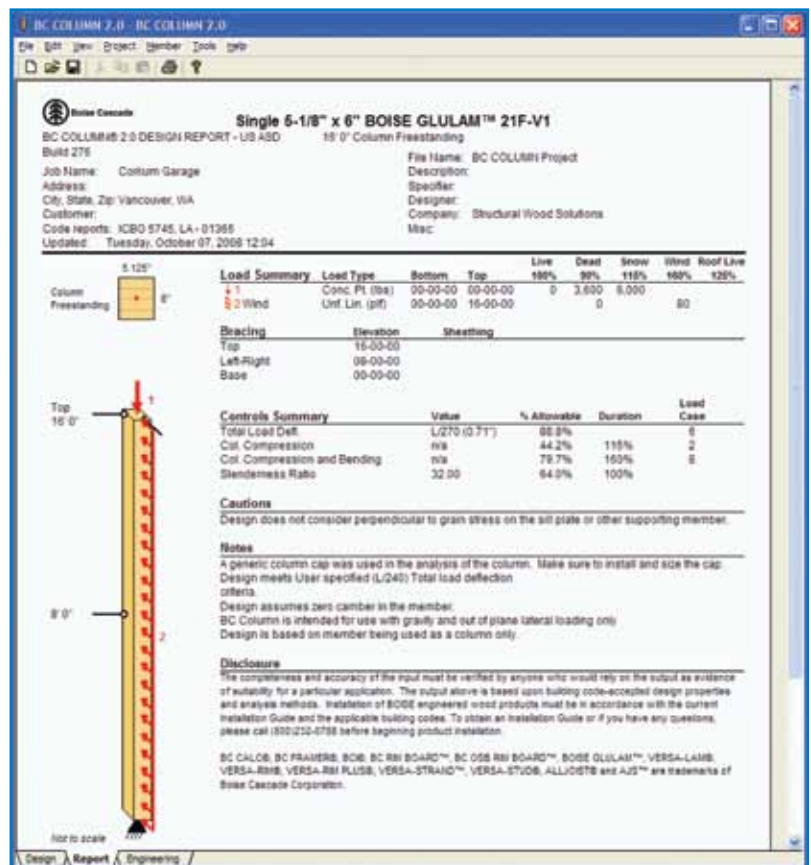 BC COLUMN 2.0 - BC COLUMN 2.0
File Edit View Project Member Tools Help
Boise Cascade
Single 5-1/8" x 6" BOISE GLULAM™ 21F-V1
BC COLUMN® 2.0 DESIGN REPORT - US ASD 16' 0" Column Freestanding
Build 276
File Name: BC COLUMN Project
Job Name: Contum Garage Description:
Address: Specifier:
City, State, Zip: Vancouver, WA Designer:
Customer: Company: Structural Wood Solutions
Code reports: ICBO 5745, LA - 01365 Misc:
Updated: Tuesday, October 07, 2008 12:04
5.125"
Column Freestanding
6"
Live Dead Snow Wind Roof Live
Load Summary Load Type Bottom Top 100% 90% 115% 160% 125%
1 Conc. Pt. (lbs) 00-00-00 00-00-00 0 3,600 6,000
2 Wind Unf. Lin. (plf) 00-00-00 16-00-00 0 80
Bracing Elevation Sheathing
Top 16-00-00
Left-Right 08-00-00
Base 00-00-00
Top
16' 0"
1
Load
Controls Summary Value % Allowable Duration Case
Total Load Defl. L/270 (0.71") 88.8% 6
Col. Compression n/a 44.2% 115% 2
Col. Compression and Bending n/a 79.7% 160% 6
Slenderness Ratio 32.00 64.0% 100%
Cautions
Design does not consider perpendicular to grain stress on the sill plate or other supporting member.
Notes
A generic column cap was used in the analysis of the column. Make sure to install and size the cap.
Design meets User specified (L/240) Total load deflection
criteria.
Design assumes zero camber in the member.
BC Column is intended for use with gravity and out of plane lateral loading only
Design is based on member being used as a column only.
8' 0"
2
Disclosure
The completeness and accuracy of the input must be verified by anyone who would rely on the output as evidence
of suitability for a particular application. The output above is based upon building code-accepted design properties
and analysis methods. Installation of BOISE engineered wood products must be in accordance with the current
Installation Guide and the applicable building codes. To obtain an Installation Guide or if you have any questions,
please call (800)232-0788 before beginning product installation.
BC CALC®, BC FRAMER®, BCI®, BC RIM BOARD™, BC OSB RIM BOARD™, BOISE GLULAM™, VERSA-LAM®,
VERSA-RIM®, VERSA-RIM PLUS®, VERSA-STRAND™, VERSA-STUD®, ALLJOIST® and AJS™ are trademarks of
Boise Cascade Corporation.
Not to scale
Design Report Engineering